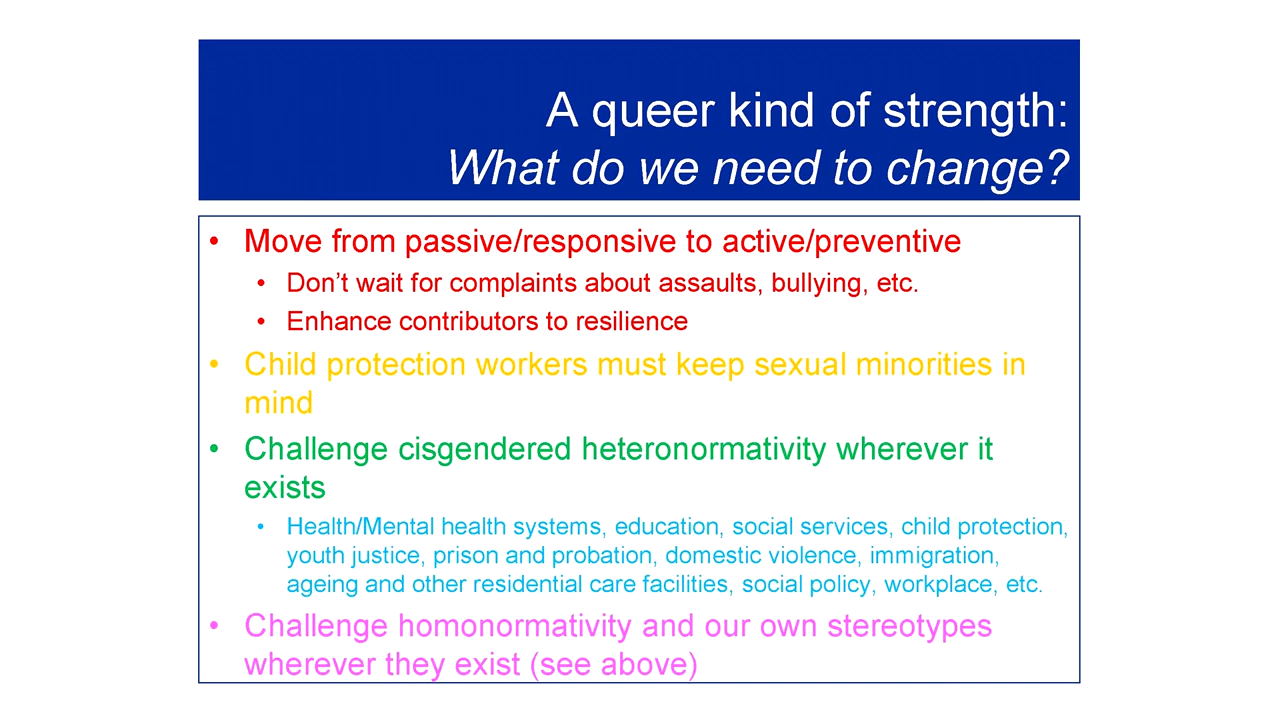 A queer kind of strength:
What do we need to change?
• Move from passive/responsive to active/preventive
• Don’t wait for complaints about assaults, bullying, etc.
• Enhance contributors to resilience
• Child protection workers must keep sexual minorities in
mind
• Challenge cisgendered heteronormativity wherever it
exists
• Health/Mental health systems, education, social services, child protection,
youth justice, prison and probation, domestic violence, immigration,
ageing and other residential care facilities, social policy, workplace, etc.
• Challenge homonormativity and our own stereotypes
wherever they exist (see above)